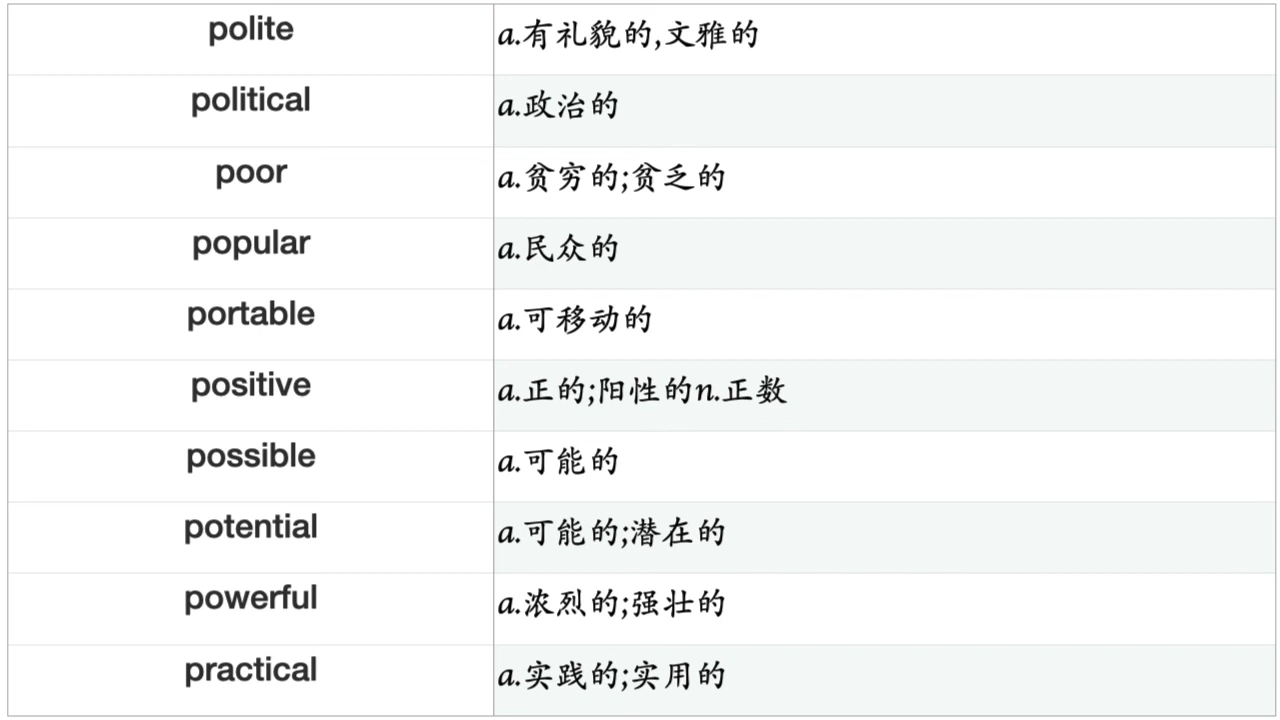 polite a.有礼貌的,文雅的
political a.政治的
poor a.贫穷的;贫乏的
popular a.民众的
portable a.可移动的
positive a.正的;阳性的n.正数
possible a.可能的
potential a.可能的;潜在的
powerful a.浓烈的;强壮的
practical a.实践的;实用的